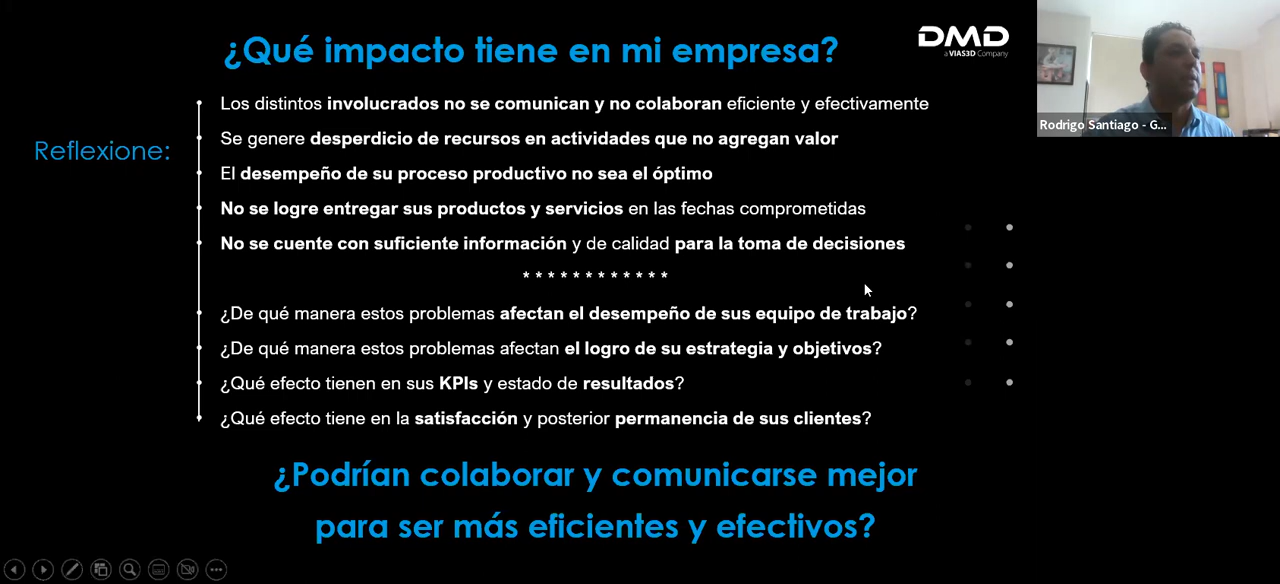 ¿Qué impacto tiene en mi empresa?
DMD
a VIAS3D Company
Rodrigo Santiago - G...
Reflexione:
Los distintos involucrados no se comunican y no colaboran eficiente y efectivamente
Se genere desperdicio de recursos en actividades que no agregan valor
El desempeño de su proceso productivo no sea el óptimo
No se logre entregar sus productos y servicios en las fechas comprometidas
No se cuente con suficiente información y de calidad para la toma de decisiones
* * * * * * * * * * * *
¿De qué manera estos problemas afectan el desempeño de sus equipo de trabajo?
¿De qué manera estos problemas afectan el logro de su estrategia y objetivos?
¿Qué efecto tienen en sus KPIs y estado de resultados?
¿Qué efecto tiene en la satisfacción y posterior permanencia de sus clientes?
¿Podrían colaborar y comunicarse mejor
para ser más eficientes y efectivos?